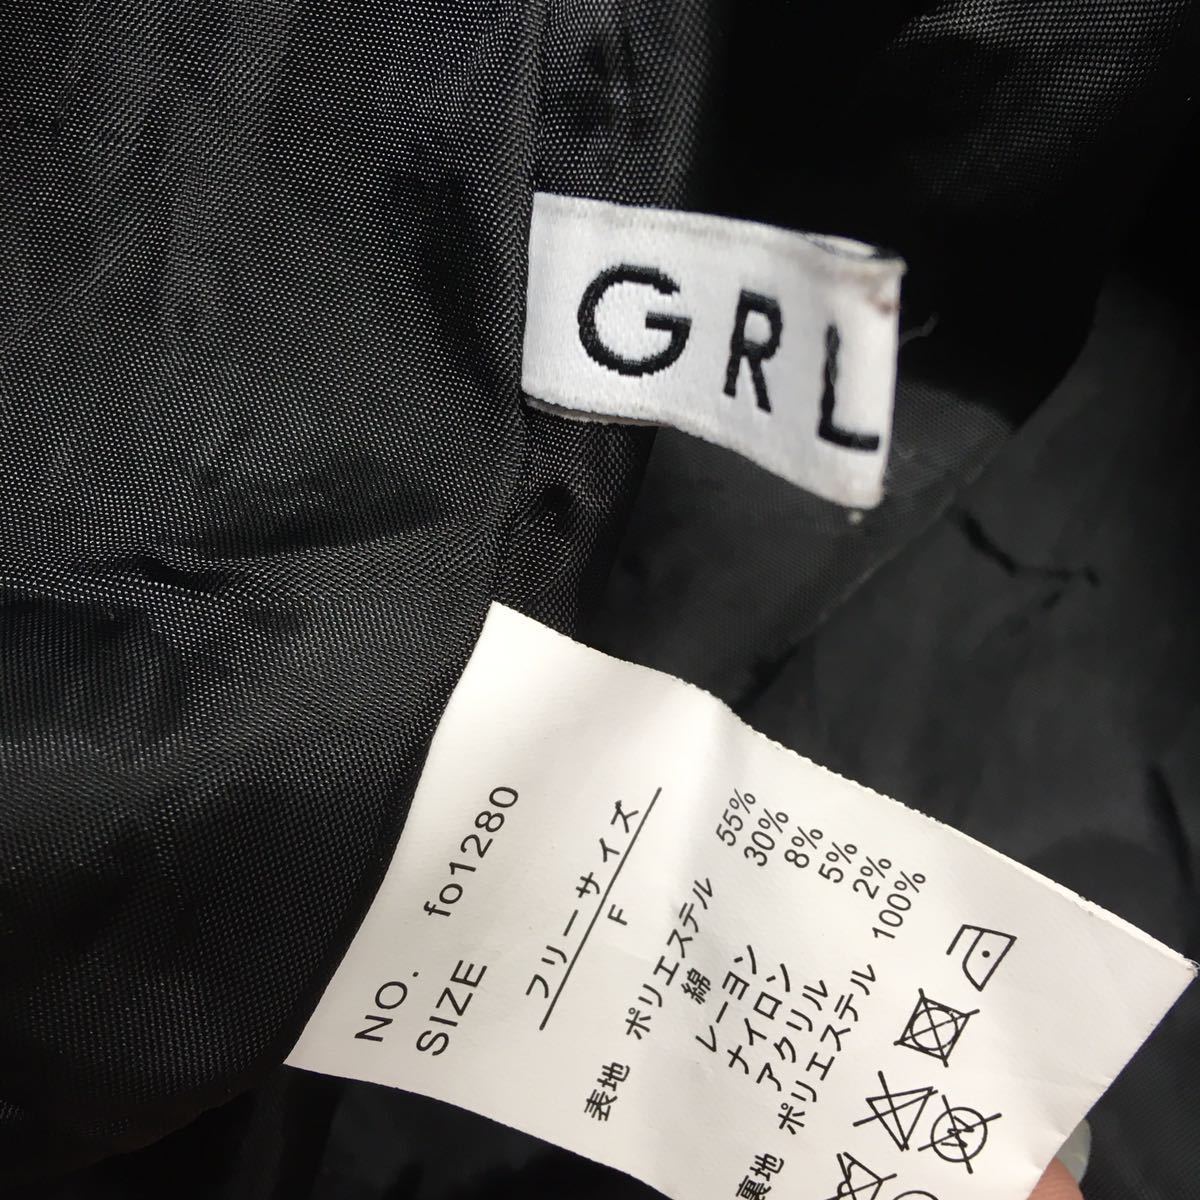 GRL
NO. fo1280
SIZE
フリーサイズ
F
表地 ポリエステル 55%
綿 30%
レーヨン 8%
ナイロン 5%
アクリル 2%
裏地 ポリエステル 100%
W